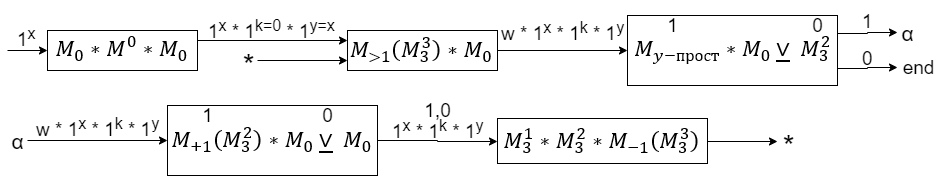 1^x → M_0 * M^0 * M_0 → 1^x * 1^{k=0} * 1^{y=x} → M_{>1}(M_3^3) * M_0 → w * 1^x * 1^k * 1^y → 1 0 M_{y-прост} * M_0 ∨ M_3^2 → 1 α
* → 0 end
α → w * 1^x * 1^k * 1^y → 1 0 M_{+1}(M_3^2) * M_0 ∨ M_0 → 1,0 1^x * 1^k * 1^y → M_3^1 * M_3^2 * M_{-1}(M_3^3) → *